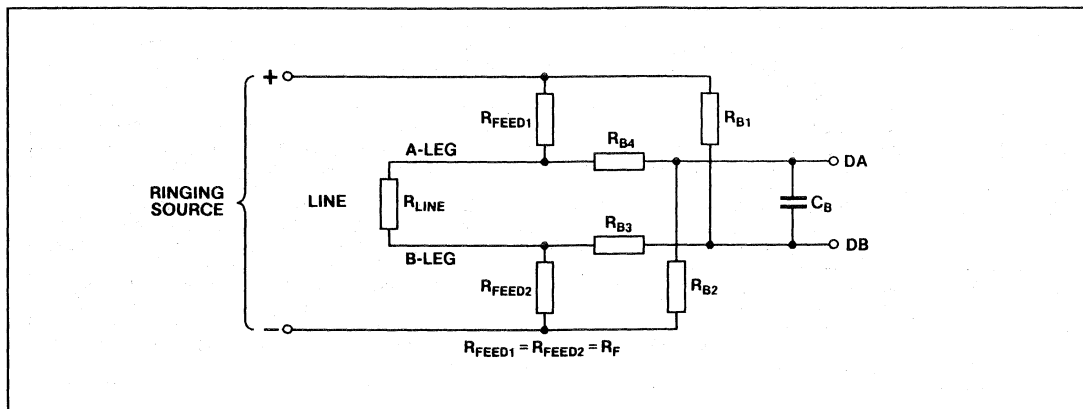 +
R_FEED1
R_B1
R_B4
A-LEG
DA
RINGING
SOURCE
LINE
R_LINE
C_B
R_B3
B-LEG
DB
R_FEED2
R_B2
−
R_FEED1 = R_FEED2 = R_F